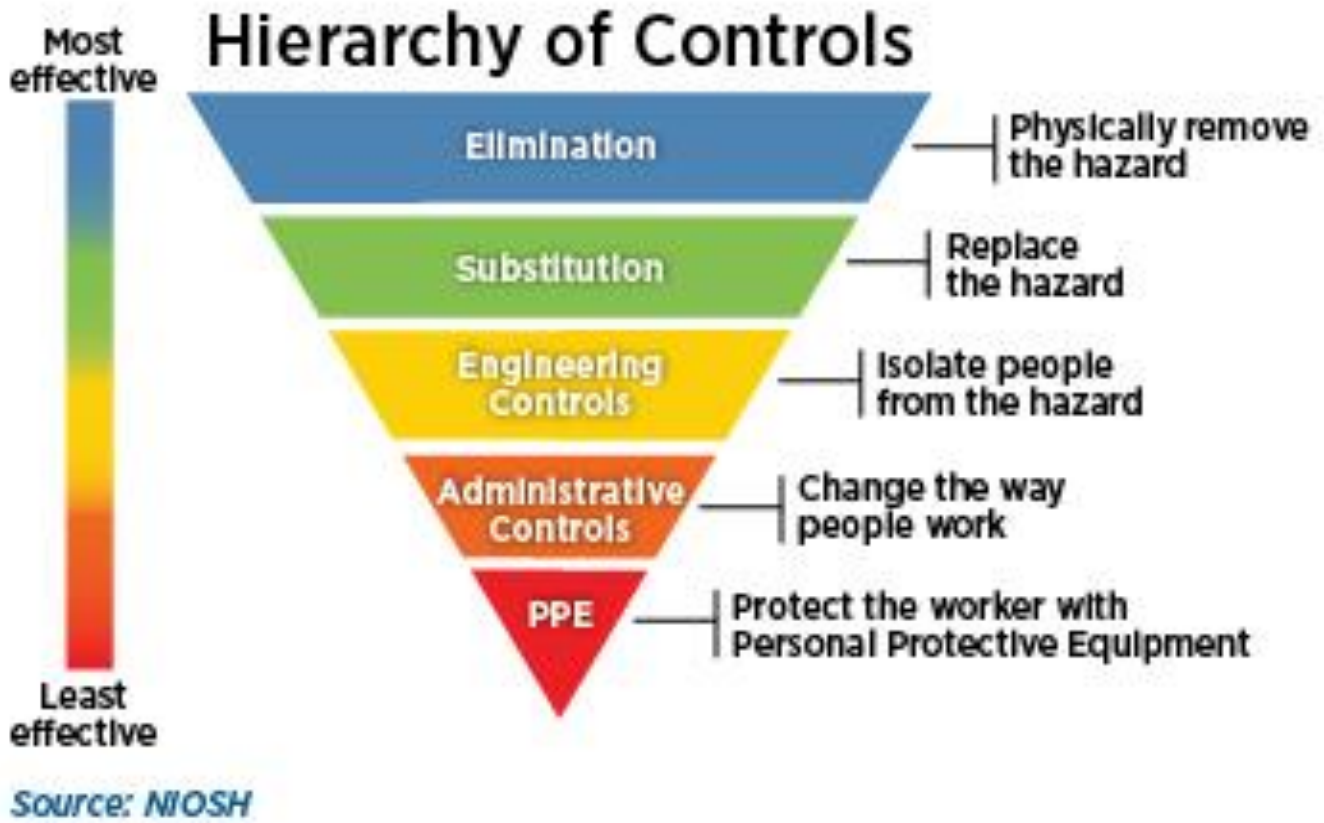 Most
effective
Hierarchy of Controls
Elimination
Physically remove
the hazard
Substitution
Replace
the hazard
Engineering
Controls
Isolate people
from the hazard
Administrative
Controls
Change the way
people work
PPE
Protect the worker with
Personal Protective Equipment
Least
effective
Source: NIOSH